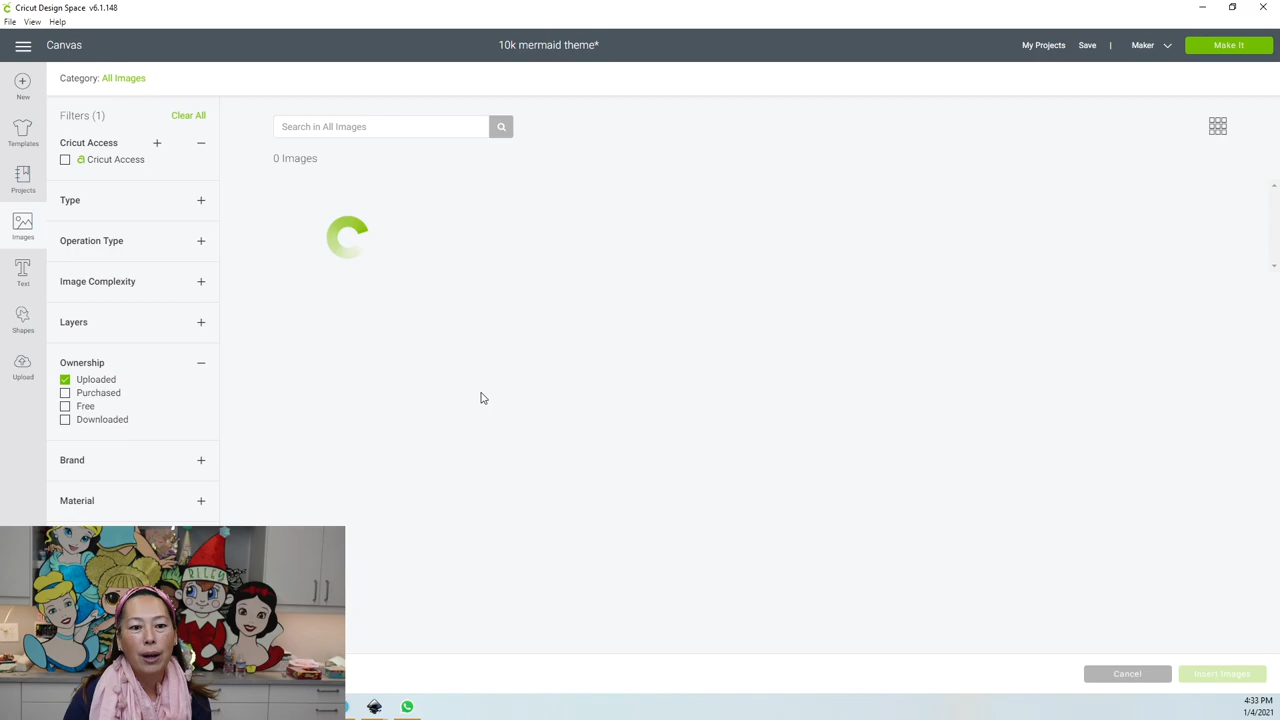 Cricut Design Space v6.1.148
File View Help
Canvas
10k mermaid theme*
My Projects Save | Maker Make It
New
Templates
Projects
Images
Text
Shapes
Upload
Category: All Images
Filters (1) Clear All
Cricut Access
Cricut Access
Type
Operation Type
Image Complexity
Layers
Ownership
Uploaded
Purchased
Free
Downloaded
Brand
Material
Search in All Images
0 Images
RILEY
Cancel Insert Images
4:33 PM
1/4/2021